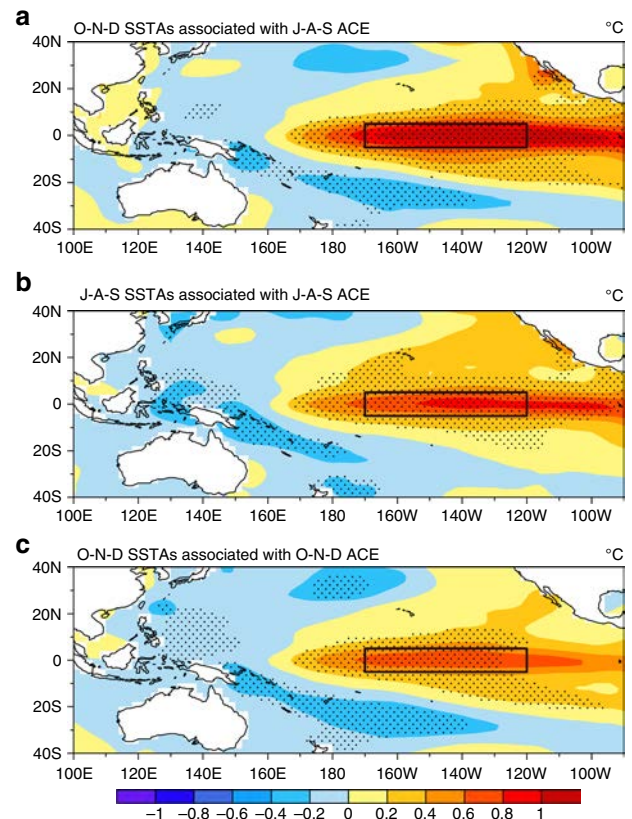 a
O-N-D SSTAs associated with J-A-S ACE °C
40N
20N
0
20S
40S
100E 120E 140E 160E 180 160W 140W 120W 100W
b
J-A-S SSTAs associated with J-A-S ACE °C
40N
20N
0
20S
40S
100E 120E 140E 160E 180 160W 140W 120W 100W
c
O-N-D SSTAs associated with O-N-D ACE °C
40N
20N
0
20S
40S
100E 120E 140E 160E 180 160W 140W 120W 100W
−1 −0.8 −0.6 −0.4 −0.2 0 0.2 0.4 0.6 0.8 1